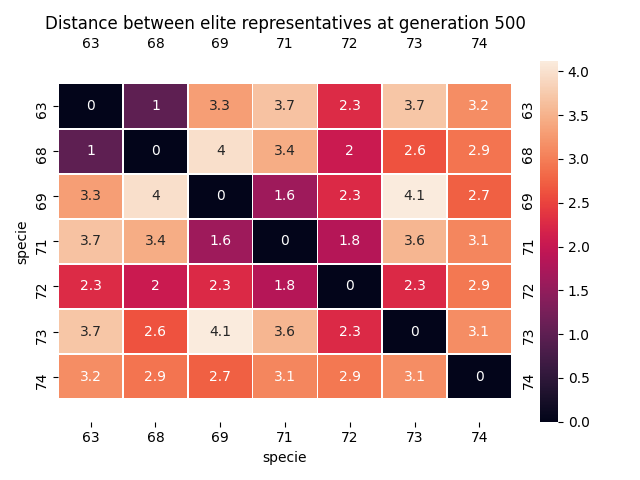 Distance between elite representatives at generation 500
63 68 69 71 72 73 74
63 0 1 3.3 3.7 2.3 3.7 3.2 63
68 1 0 4 3.4 2 2.6 2.9 68
69 3.3 4 0 1.6 2.3 4.1 2.7 69
71 3.7 3.4 1.6 0 1.8 3.6 3.1 71
72 2.3 2 2.3 1.8 0 2.3 2.9 72
73 3.7 2.6 4.1 3.6 2.3 0 3.1 73
74 3.2 2.9 2.7 3.1 2.9 3.1 0 74
63 68 69 71 72 73 74
specie
specie
4.0
3.5
3.0
2.5
2.0
1.5
1.0
0.5
0.0